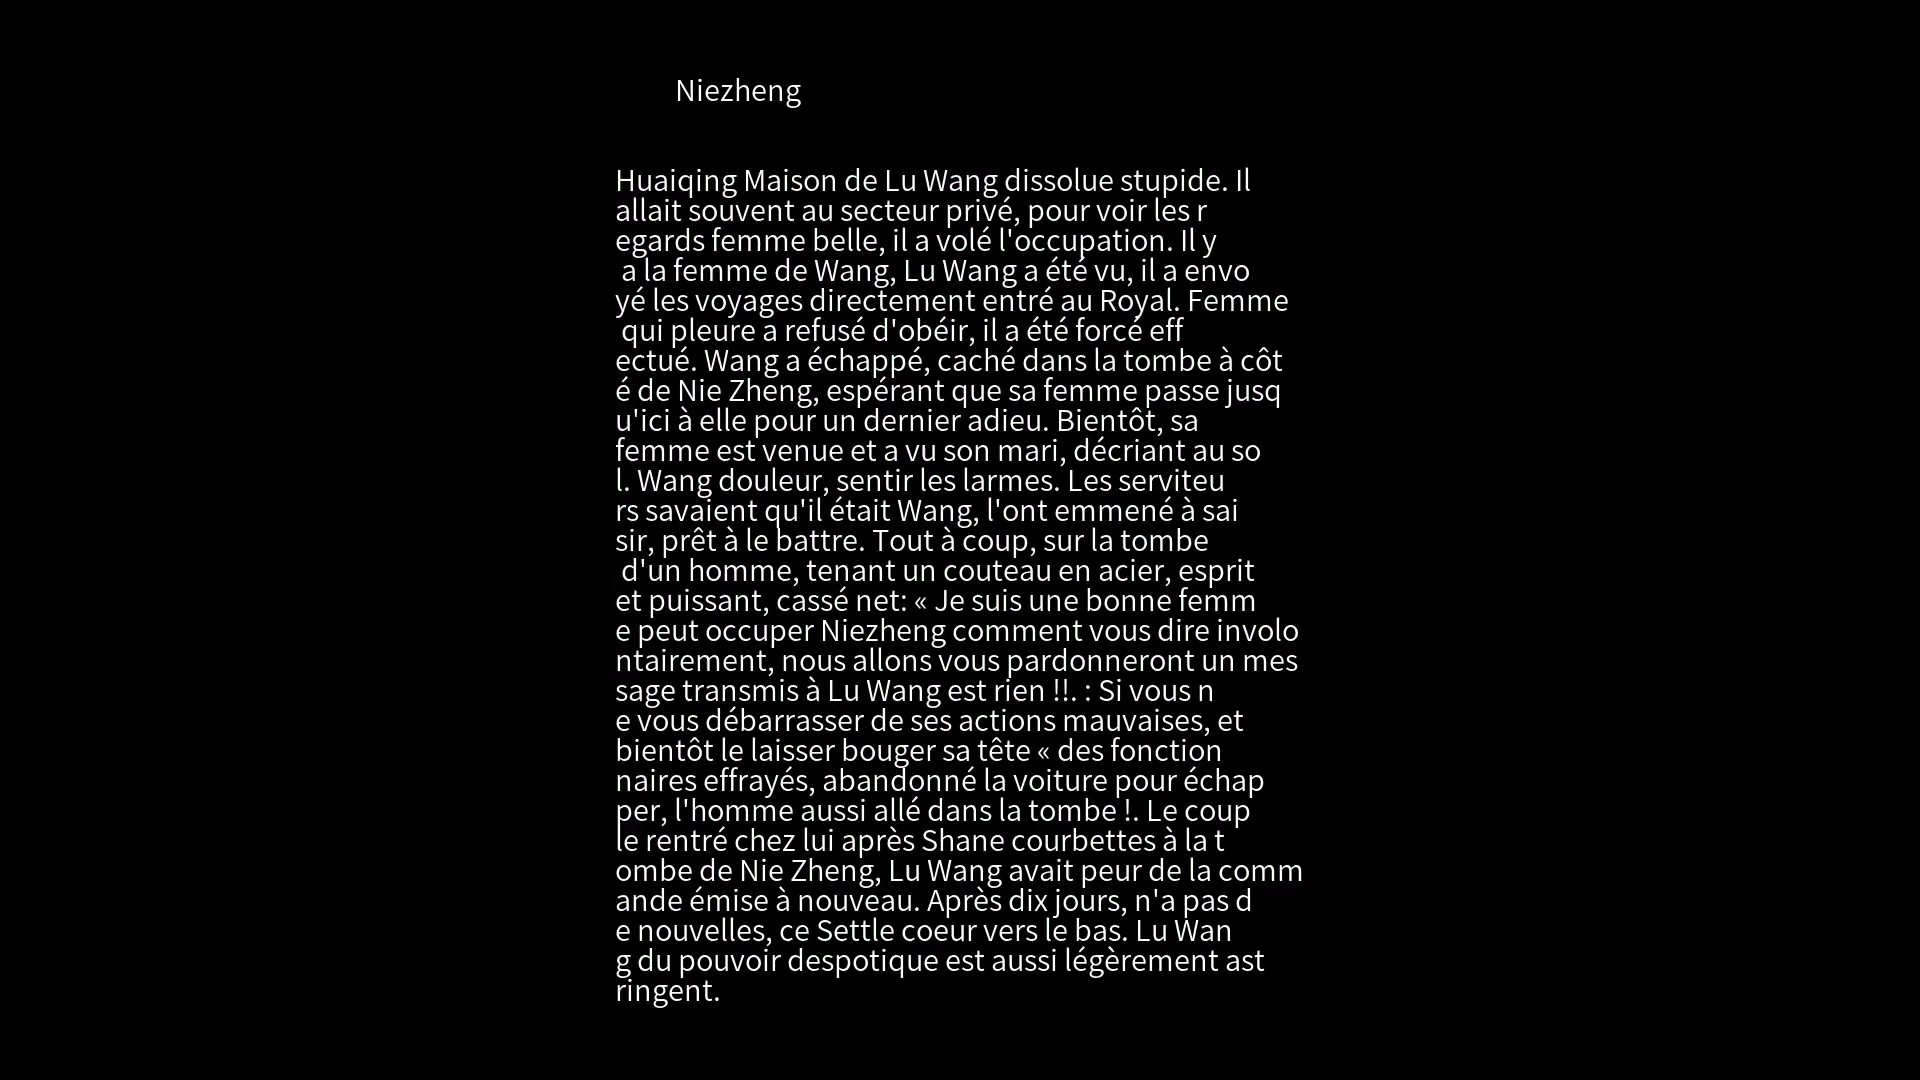 Niezheng
Huaiqing Maison de Lu Wang dissolue stupide. Il
allait souvent au secteur privé, pour voir les r
egards femme belle, il a volé l'occupation. Il y
a la femme de Wang, Lu Wang a été vu, il a envo
yé les voyages directement entré au Royal. Femme
qui pleure a refusé d'obéir, il a été forcé eff
ectué. Wang a échappé, caché dans la tombe à côt
é de Nie Zheng, espérant que sa femme passe jusq
u'ici à elle pour un dernier adieu. Bientôt, sa
femme est venue et a vu son mari, décriant au so
l. Wang douleur, sentir les larmes. Les serviteu
rs savaient qu'il était Wang, l'ont emmené à sai
sir, prêt à le battre. Tout à coup, sur la tombe
d'un homme, tenant un couteau en acier, esprit
et puissant, cassé net: « Je suis une bonne femm
e peut occuper Niezheng comment vous dire involo
ntairement, nous allons vous pardonneront un mes
sage transmis à Lu Wang est rien !!. : Si vous n
e vous débarrasser de ses actions mauvaises, et
bientôt le laisser bouger sa tête « des fonction
naires effrayés, abandonné la voiture pour échap
per, l'homme aussi allé dans la tombe !. Le coup
le rentré chez lui après Shane courbettes à la t
ombe de Nie Zheng, Lu Wang avait peur de la comm
ande émise à nouveau. Après dix jours, n'a pas d
e nouvelles, ce Settle coeur vers le bas. Lu Wan
g du pouvoir despotique est aussi légèrement ast
ringent.